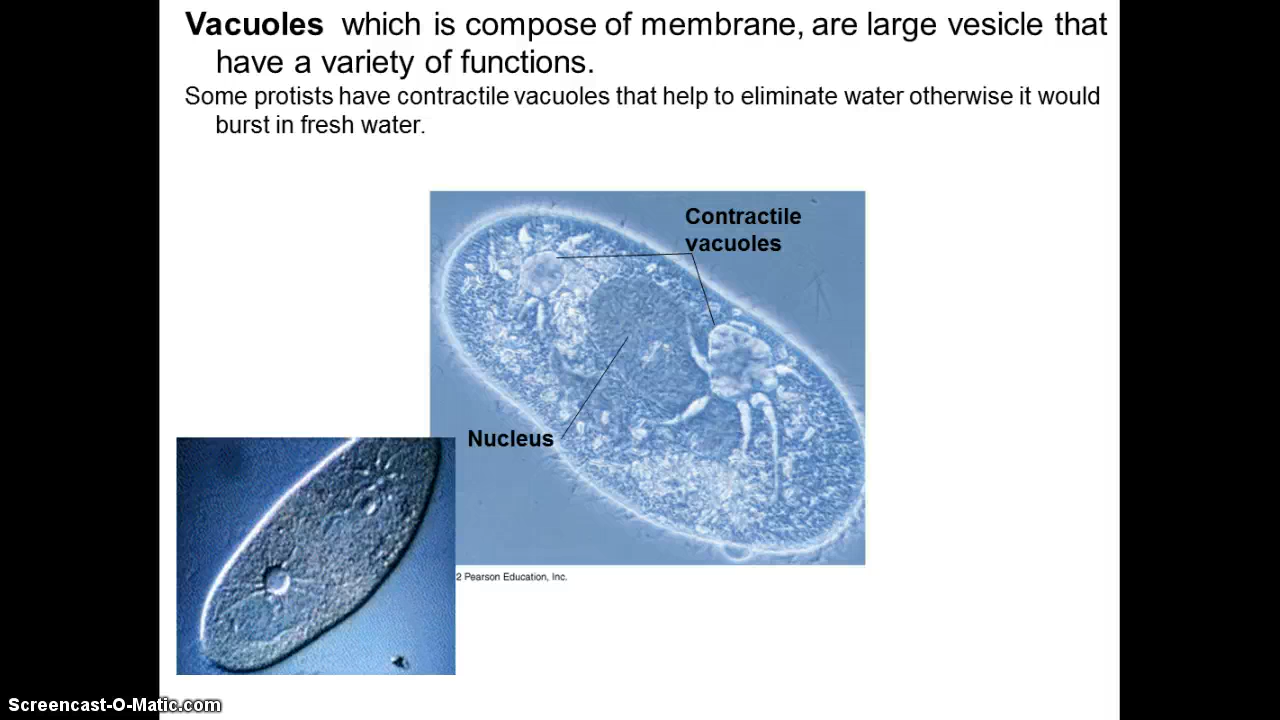 Vacuoles which is compose of membrane, are large vesicle that
have a variety of functions.
Some protists have contractile vacuoles that help to eliminate water otherwise it would
burst in fresh water.
Contractile
vacuoles
Nucleus
2 Pearson Education, Inc.
Screencast-O-Matic.com